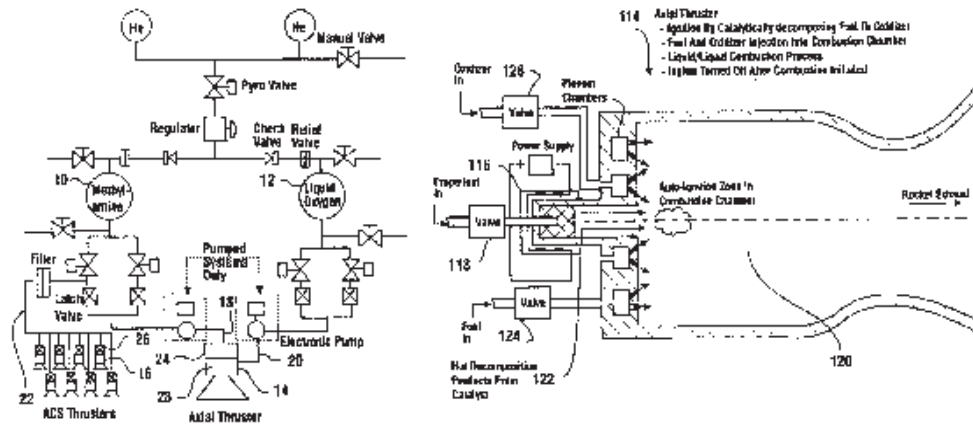 He
He
Manual Valve
Pyro Valve
Regulator
Check
Valve
Relief
Valve
10
12
Methyl
amine
Liquid
Oxygen
Filter
Latch
Valve
Pumped
Systems
Only
18
Electronic Pump
26
16
22
24
20
28
14
ACS Thrusters
Axial Thruster
114
Axial Thruster
- Ignition By Catalytically decomposing Fuel Or Oxidizer
- Fuel And Oxidizer Injection Into Combustion Chamber
- Liquid/Liquid Combustion Process
- Turned Off After Combustion Initiated
126
In
Valve
Chambers
Power Supply
116
Propellant
In
Valve
118
Auto-Ignition Zone In
Combustion Chamber
Rocket Exhaust
Valve
Fuel
In
124
Hot Decomposition
Products From
Catalyst
122
120